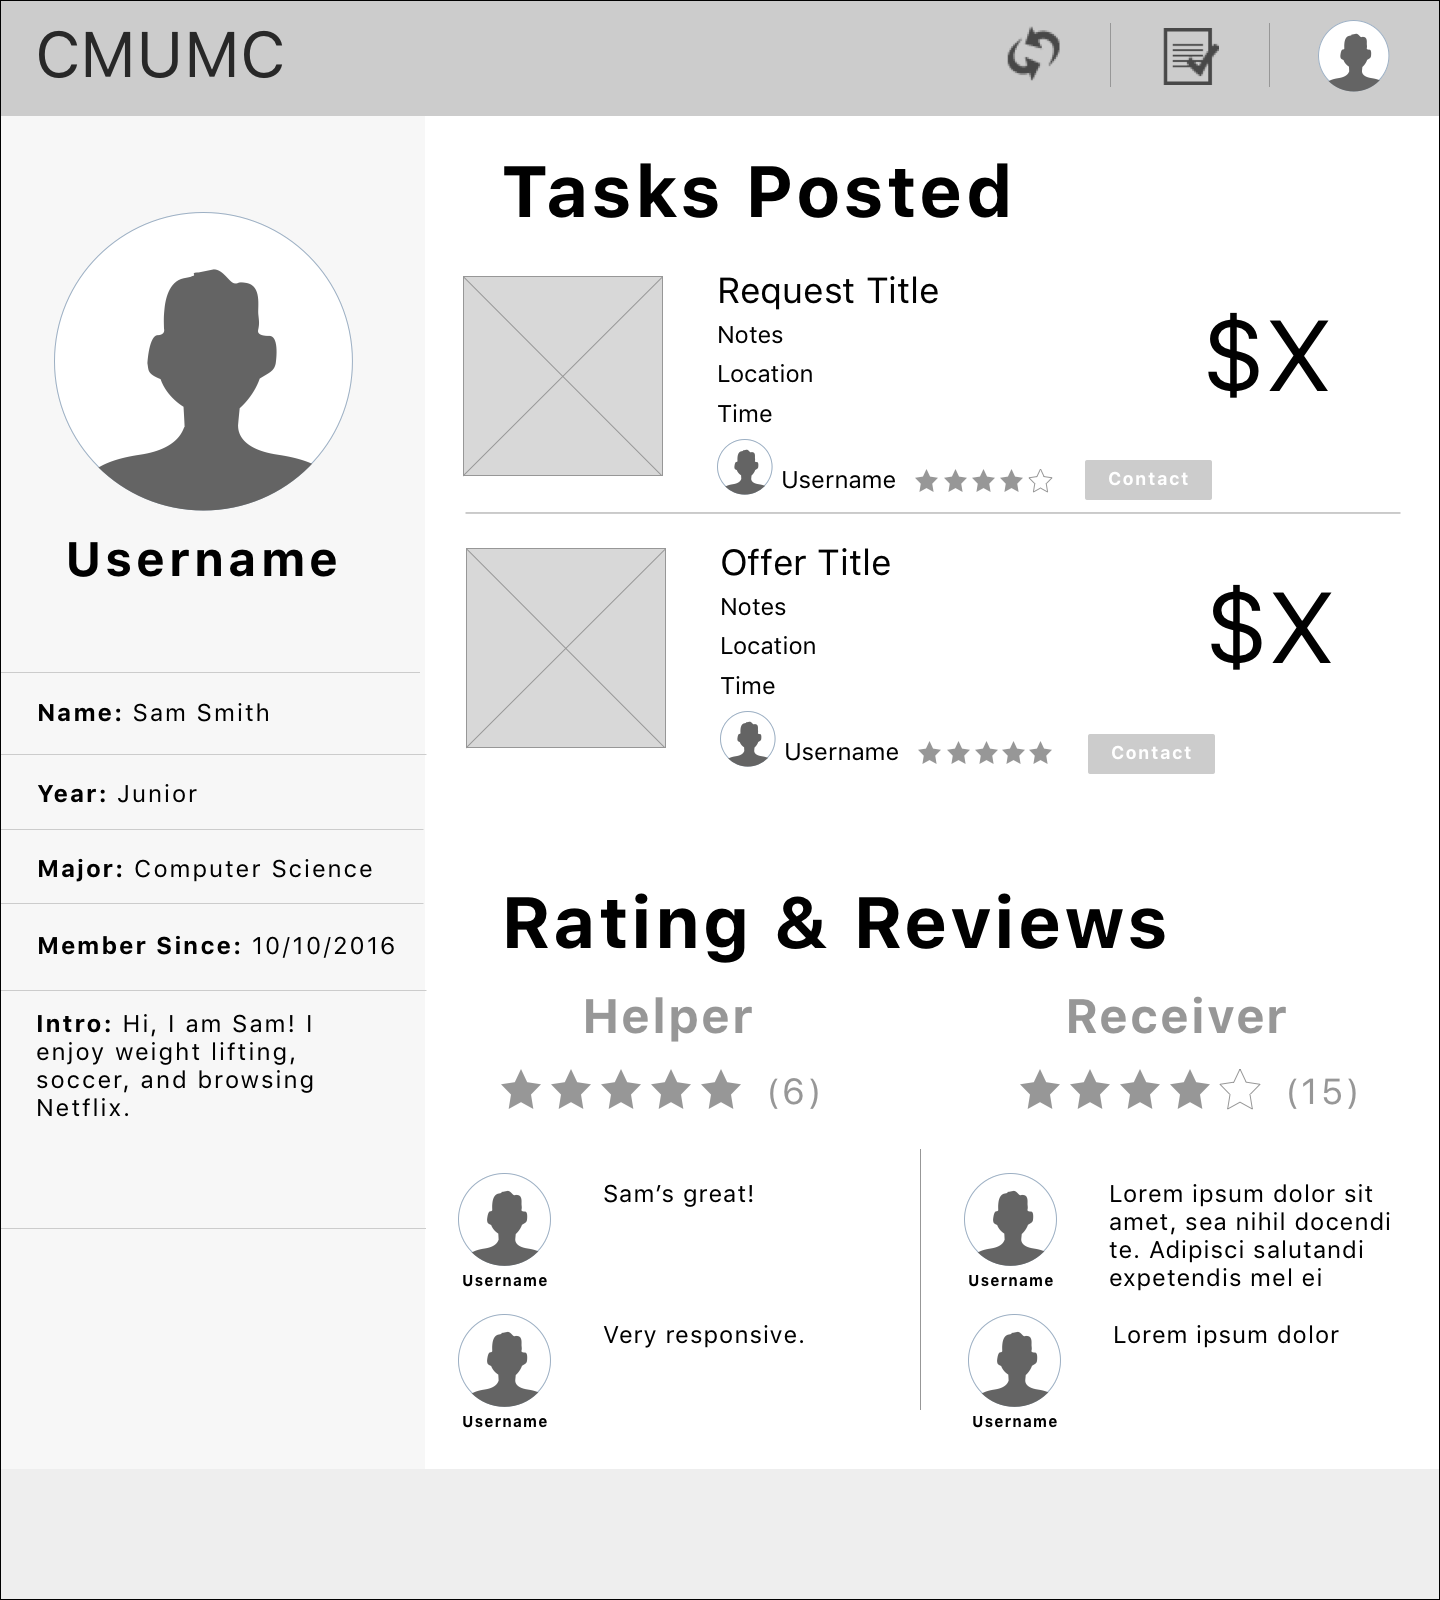 CMUMC
Username
Name: Sam Smith
Year: Junior
Major: Computer Science
Member Since: 10/10/2016
Intro: Hi, I am Sam! I
enjoy weight lifting,
soccer, and browsing
Netflix.
Tasks Posted
Request Title
Notes
Location
Time
$X
Username
Contact
Offer Title
Notes
Location
Time
$X
Username
Contact
Rating & Reviews
Helper
(6)
Sam’s great!
Username
Very responsive.
Username
Receiver
(15)
Lorem ipsum dolor sit
amet, sea nihil docendi
te. Adipisci salutandi
expetendis mel ei
Username
Lorem ipsum dolor
Username